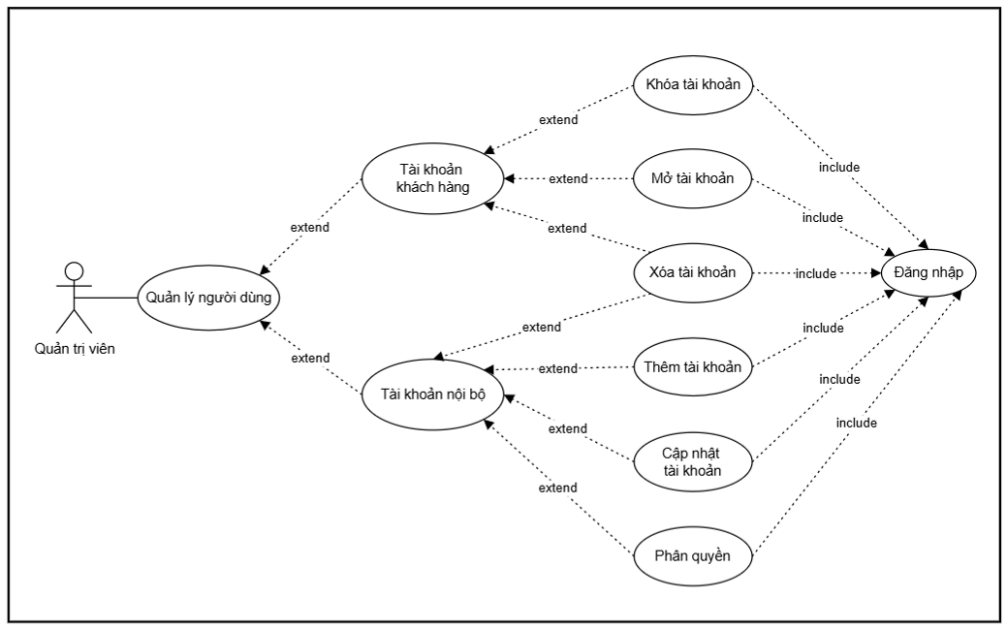 Khóa tài khoản
extend
Tài khoản
khách hàng
include
extend
Mở tài khoản
extend
include
extend
Xóa tài khoản
include
Đăng nhập
Quản lý người dùng
Quản trị viên
extend
extend
include
Thêm tài khoản
extend
Tài khoản nội bộ
include
extend
include
Cập nhật
tài khoản
extend
Phân quyền